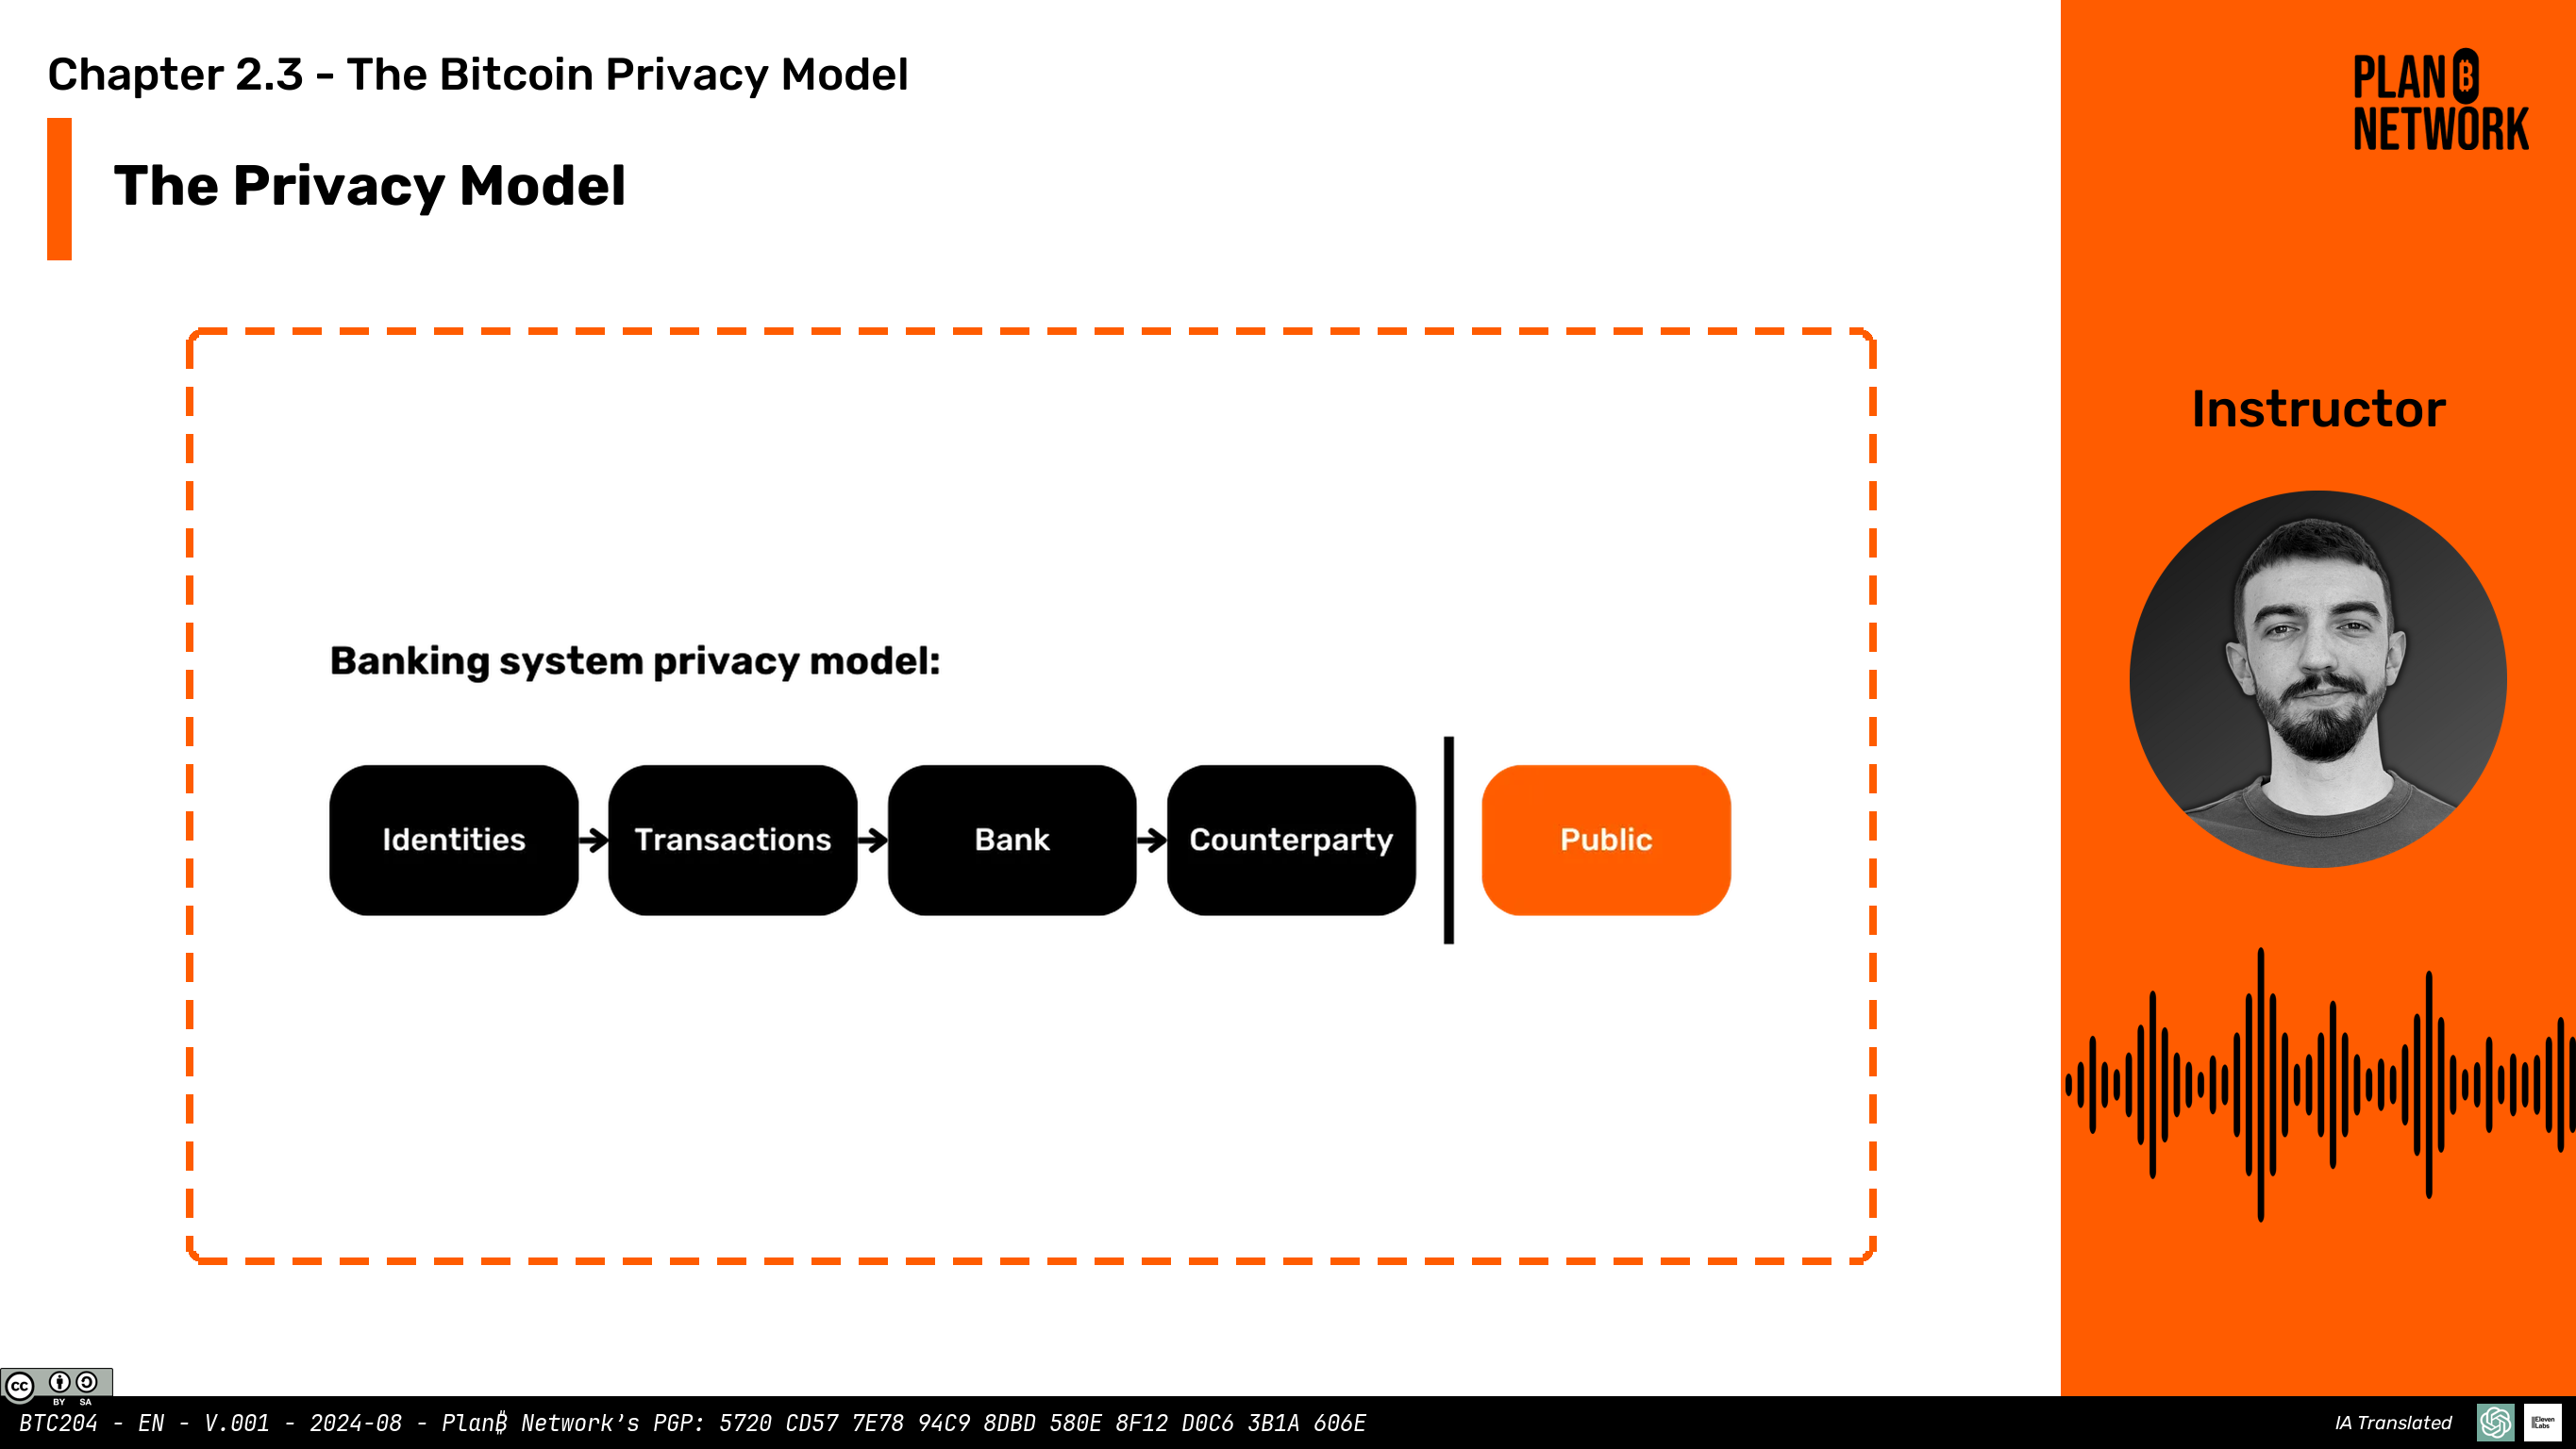 Chapter 2.3 - The Bitcoin Privacy Model
The Privacy Model
PLAN ₿
NETWORK
Instructor
Banking system privacy model:
Identities
Transactions
Bank
Counterparty
Public
CC BY SA
BTC204 - EN - V.001 - 2024-08 - Plan₿ Network’s PGP: 5720 CD57 7E78 94C9 8DBD 580E 8F12 D0C6 3B1A 606E
IA Translated
IIElevenLabs